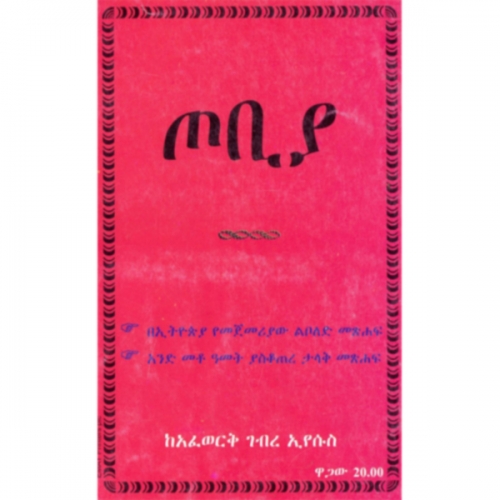 ጦቢያ
በኢትዮጵያ የመጀመሪያው ልቦለድ መጽሐፍ
አንድ መቶ ዓመት ያስቆጠረ ታላቅ መጽሐፍ
ከአፈወርቅ ገብረ ኢየሱስ
ዋጋው 20.00